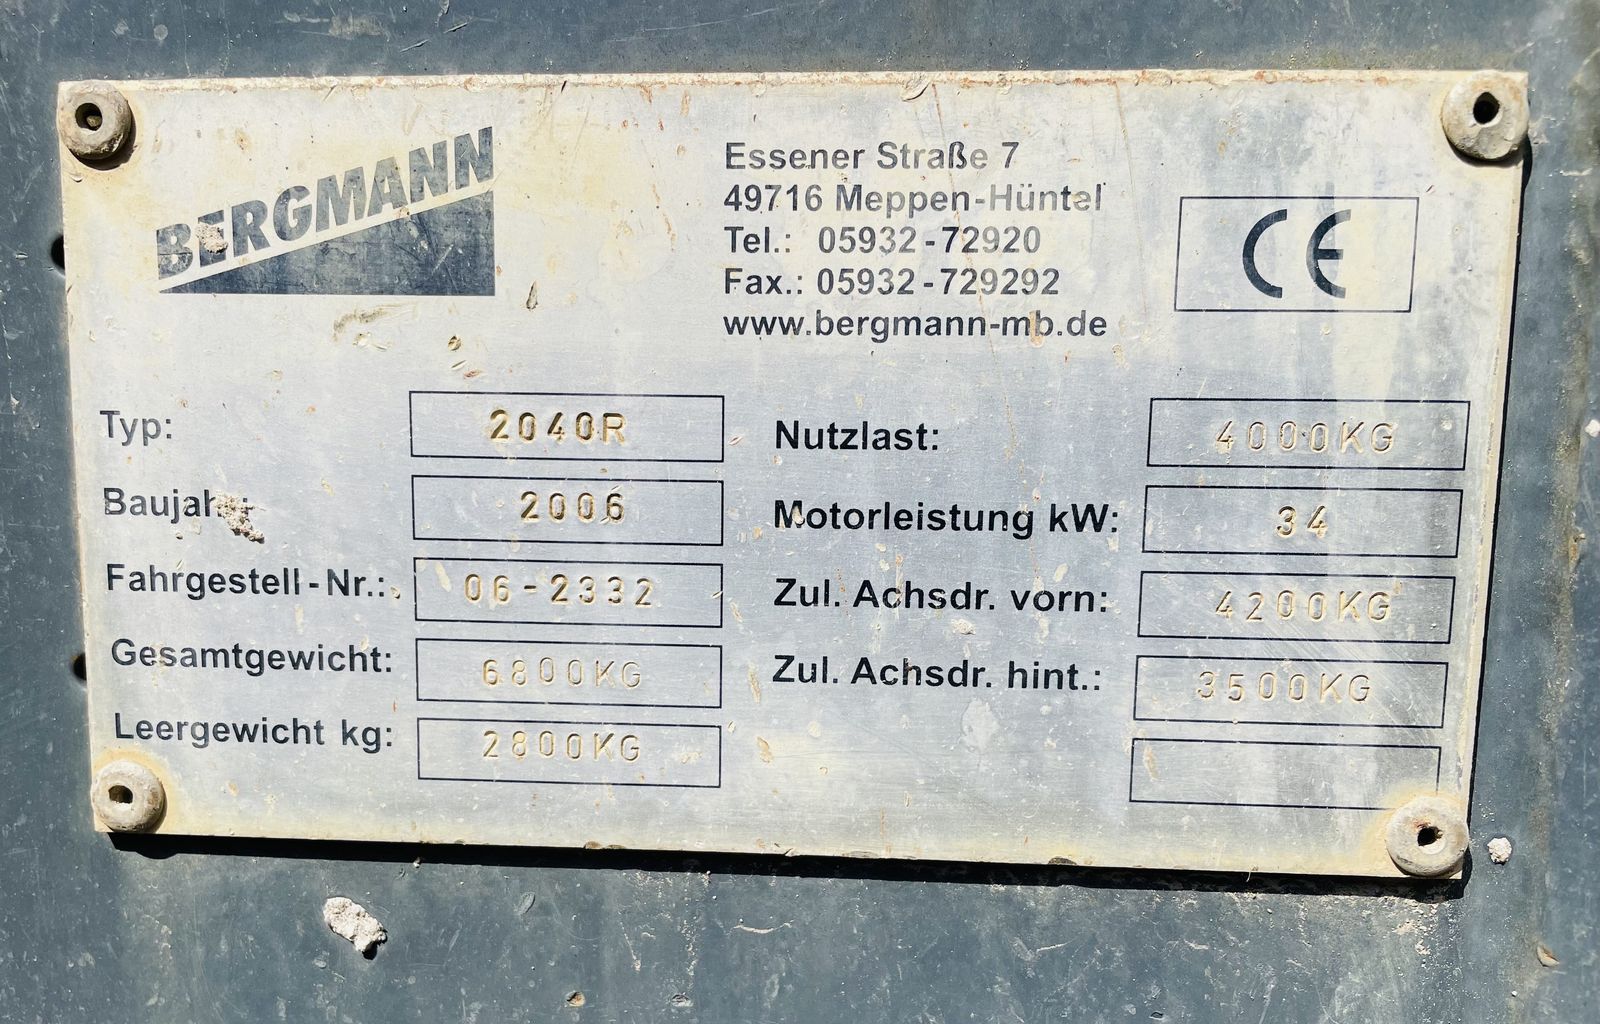 BERGMANN
Essener Straße 7
49716 Meppen-Hüntel
Tel.: 05932-72920
Fax.: 05932-729292
www.bergmann-mb.de
CE
Typ: 2040R
Baujahr: 2006
Fahrgestell-Nr.: 06-2332
Gesamtgewicht: 6800KG
Leergewicht kg: 2800KG
Nutzlast: 4000KG
Motorleistung kW: 34
Zul. Achsdr. vorn: 4200KG
Zul. Achsdr. hint.: 3500KG